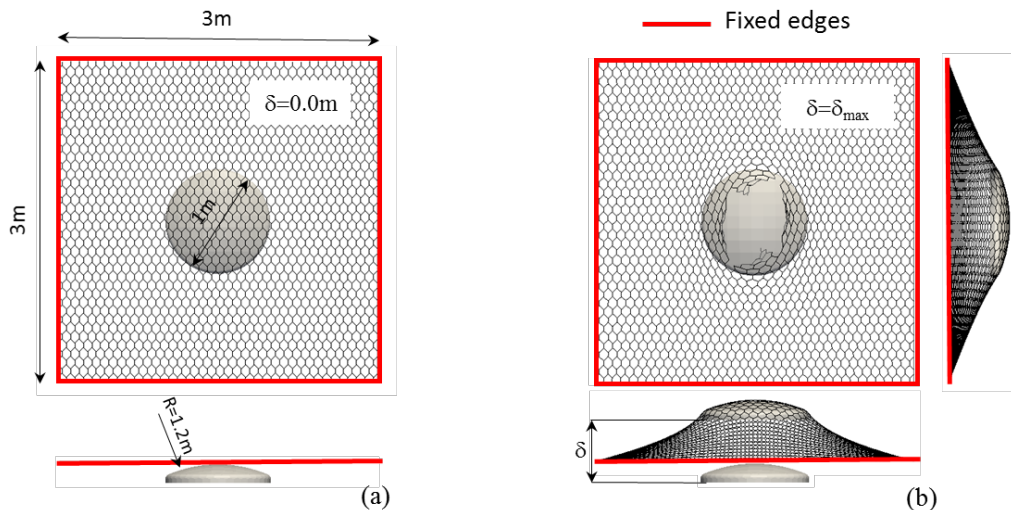 3m
3m
δ=0.0m
1m
R=1.2m
(a)
Fixed edges
δ=δmax
δ
(b)